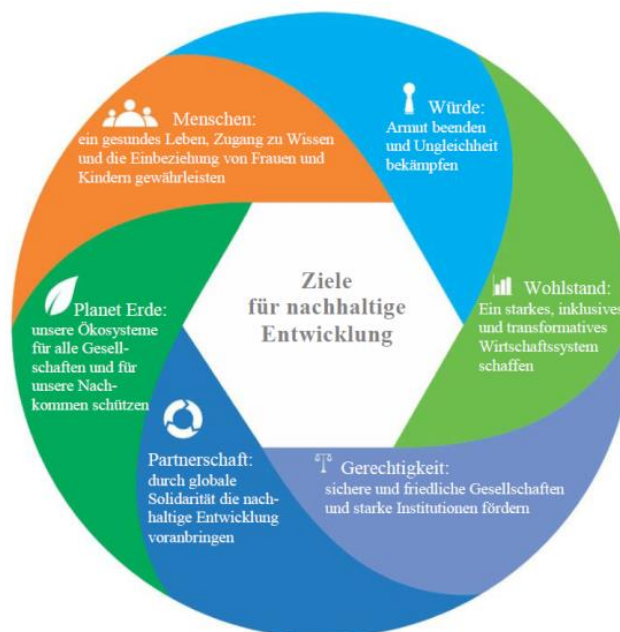 Menschen:
ein gesundes Leben, Zugang zu Wissen
und die Einbeziehung von Frauen und
Kindern gewährleisten
Würde:
Armut beenden
und Ungleichheit
bekämpfen
Ziele
für nachhaltige
Entwicklung
Wohlstand:
Ein starkes, inklusives
und transformatives
Wirtschaftssystem
schaffen
Planet Erde:
unsere Ökosysteme
für alle Gesell-
schaften und für
unsere Nach-
kommen schützen
Partnerschaft:
durch globale
Solidarität die nach-
haltige Entwicklung
voranbringen
Gerechtigkeit:
sichere und friedliche Gesellschaften
und starke Institutionen fördern